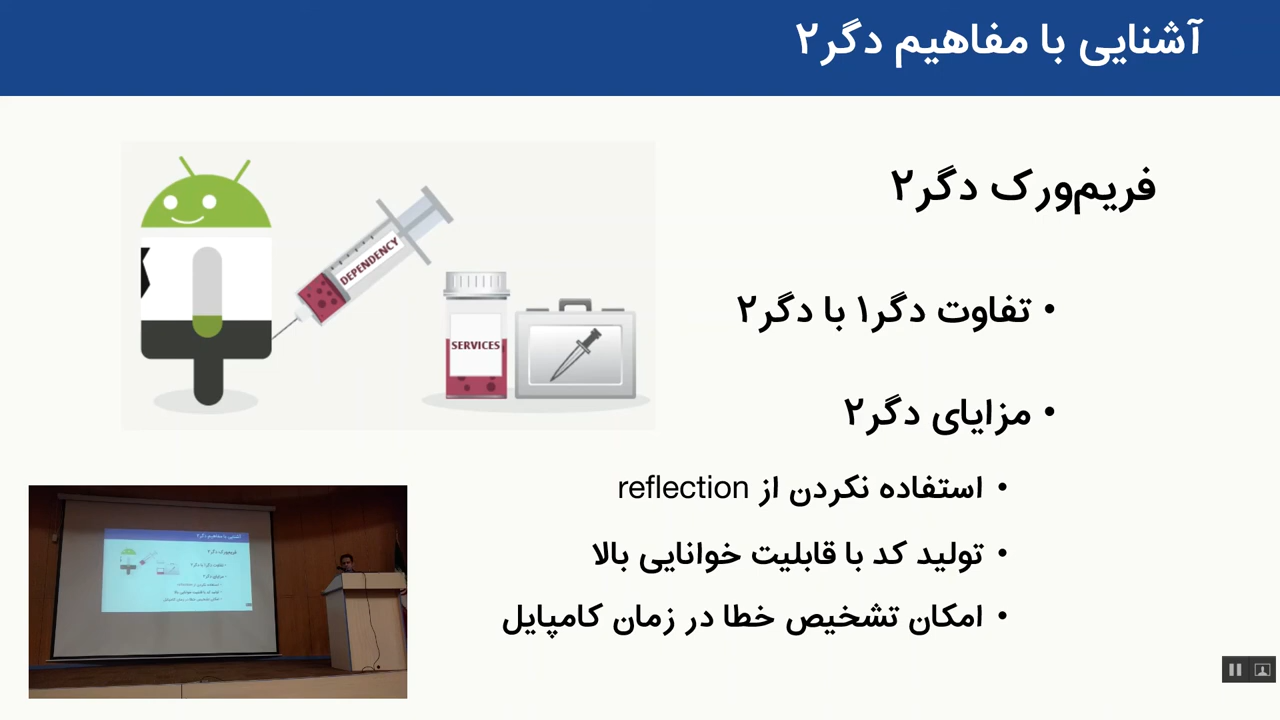 آشنایی با مفاهیم دگر۲
فریم‌ورک دگر۲
• تفاوت دگر۱ با دگر۲
• مزایای دگر۲
• استفاده نکردن از reflection
• تولید کد با قابلیت خوانایی بالا
• امکان تشخیص خطا در زمان کامپایل
DEPENDENCY
SERVICES